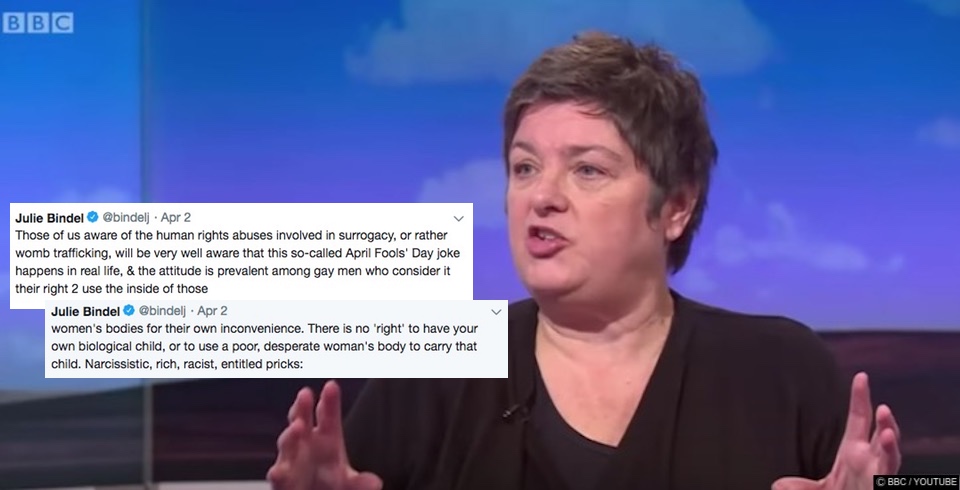 BBC
Julie Bindel @bindelj · Apr 2
Those of us aware of the human rights abuses involved in surrogacy, or rather
womb trafficking, will be very well aware that this so-called April Fools' Day joke
happens in real life, & the attitude is prevalent among gay men who consider it
their right 2 use the inside of those
Julie Bindel @bindelj · Apr 2
women's bodies for their own inconvenience. There is no 'right' to have your
own biological child, or to use a poor, desperate woman's body to carry that
child. Narcissistic, rich, racist, entitled pricks:
© BBC / YOUTUBE